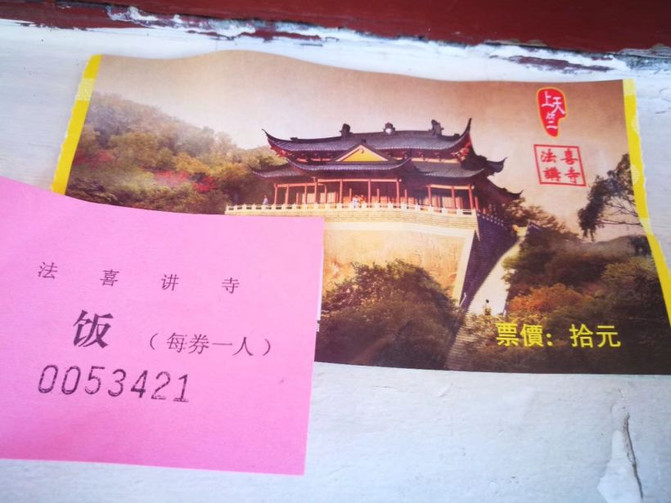 上天竺
法喜
講寺
票價：拾元
法喜讲寺
饭（每券一人）
0053421